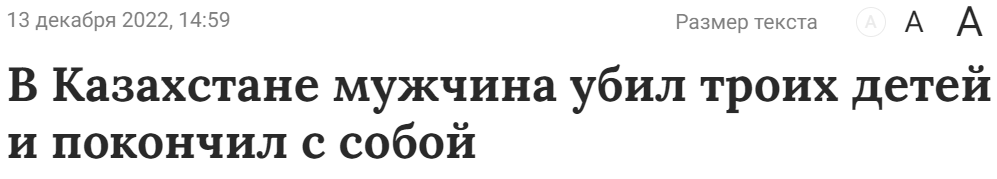 13 декабря 2022, 14:59
Размер текста A A A
В Казахстане мужчина убил троих детей
и покончил с собой